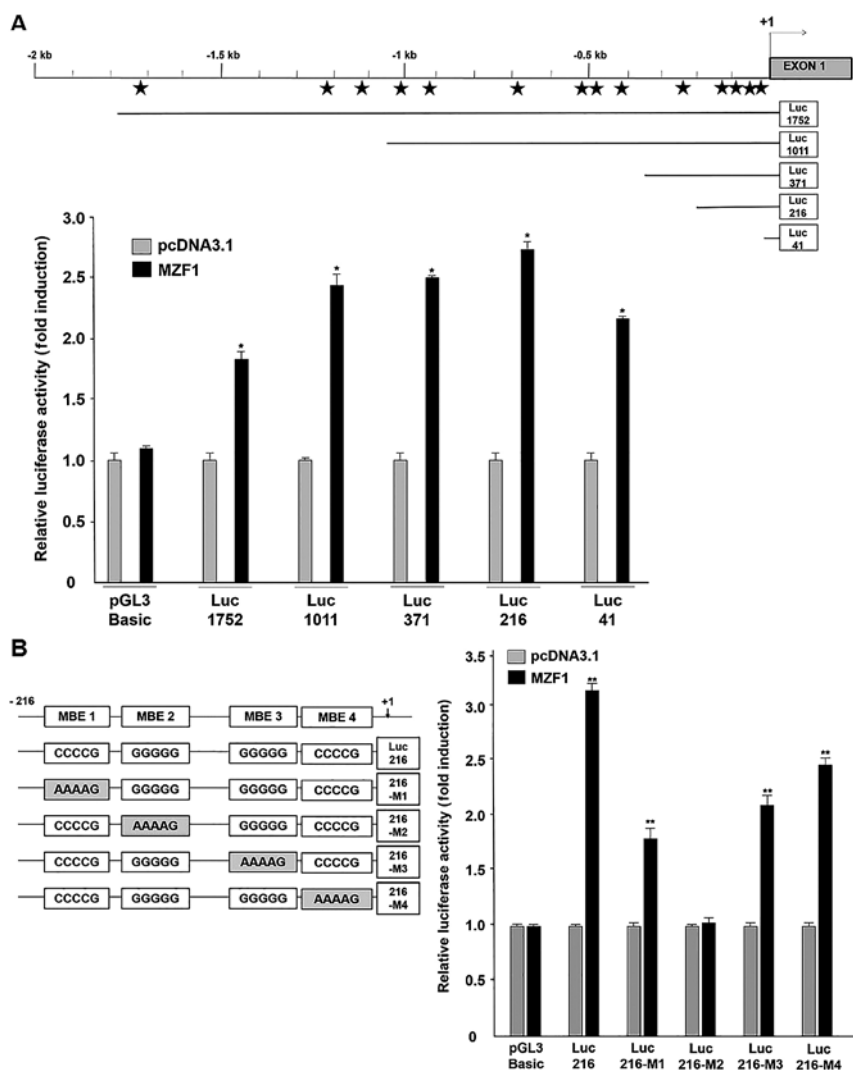 A
+1
-2 kb
-1.5 kb
-1 kb
-0.5 kb
EXON 1
Luc
1752
Luc
1011
Luc
371
Luc
216
Luc
41
Relative luciferase activity (fold induction)
3.0
2.5
2.0
1.5
1.0
0.5
0
pcDNA3.1
MZF1
*
*
*
*
*
pGL3
Basic
Luc
1752
Luc
1011
Luc
371
Luc
216
Luc
41
B
- 216
+1
MBE 1 MBE 2 MBE 3 MBE 4
CCCCG GGGGG GGGGG CCCCG Luc
216
AAAAG GGGGG GGGGG CCCCG 216
-M1
CCCCG AAAAG GGGGG CCCCG 216
-M2
CCCCG GGGGG AAAAG CCCCG 216
-M3
CCCCG GGGGG GGGGG AAAAG 216
-M4
Relative luciferase activity (fold induction)
3.5
3.0
2.5
2.0
1.5
1.0
0.5
0
pcDNA3.1
MZF1
**
**
**
**
pGL3
Basic
Luc
216
Luc
216-M1
Luc
216-M2
Luc
216-M3
Luc
216-M4